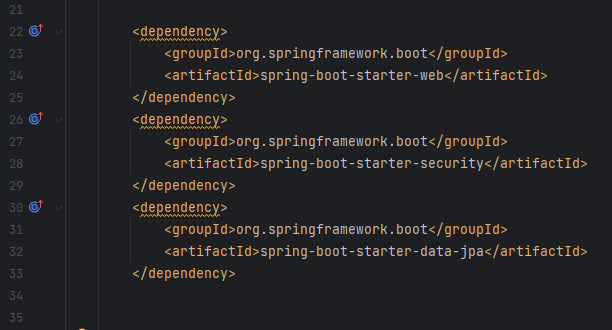 21
22 <dependency>
23 <groupId>org.springframework.boot</groupId>
24 <artifactId>spring-boot-starter-web</artifactId>
25 </dependency>
26 <dependency>
27 <groupId>org.springframework.boot</groupId>
28 <artifactId>spring-boot-starter-security</artifactId>
29 </dependency>
30 <dependency>
31 <groupId>org.springframework.boot</groupId>
32 <artifactId>spring-boot-starter-data-jpa</artifactId>
33 </dependency>
34
35